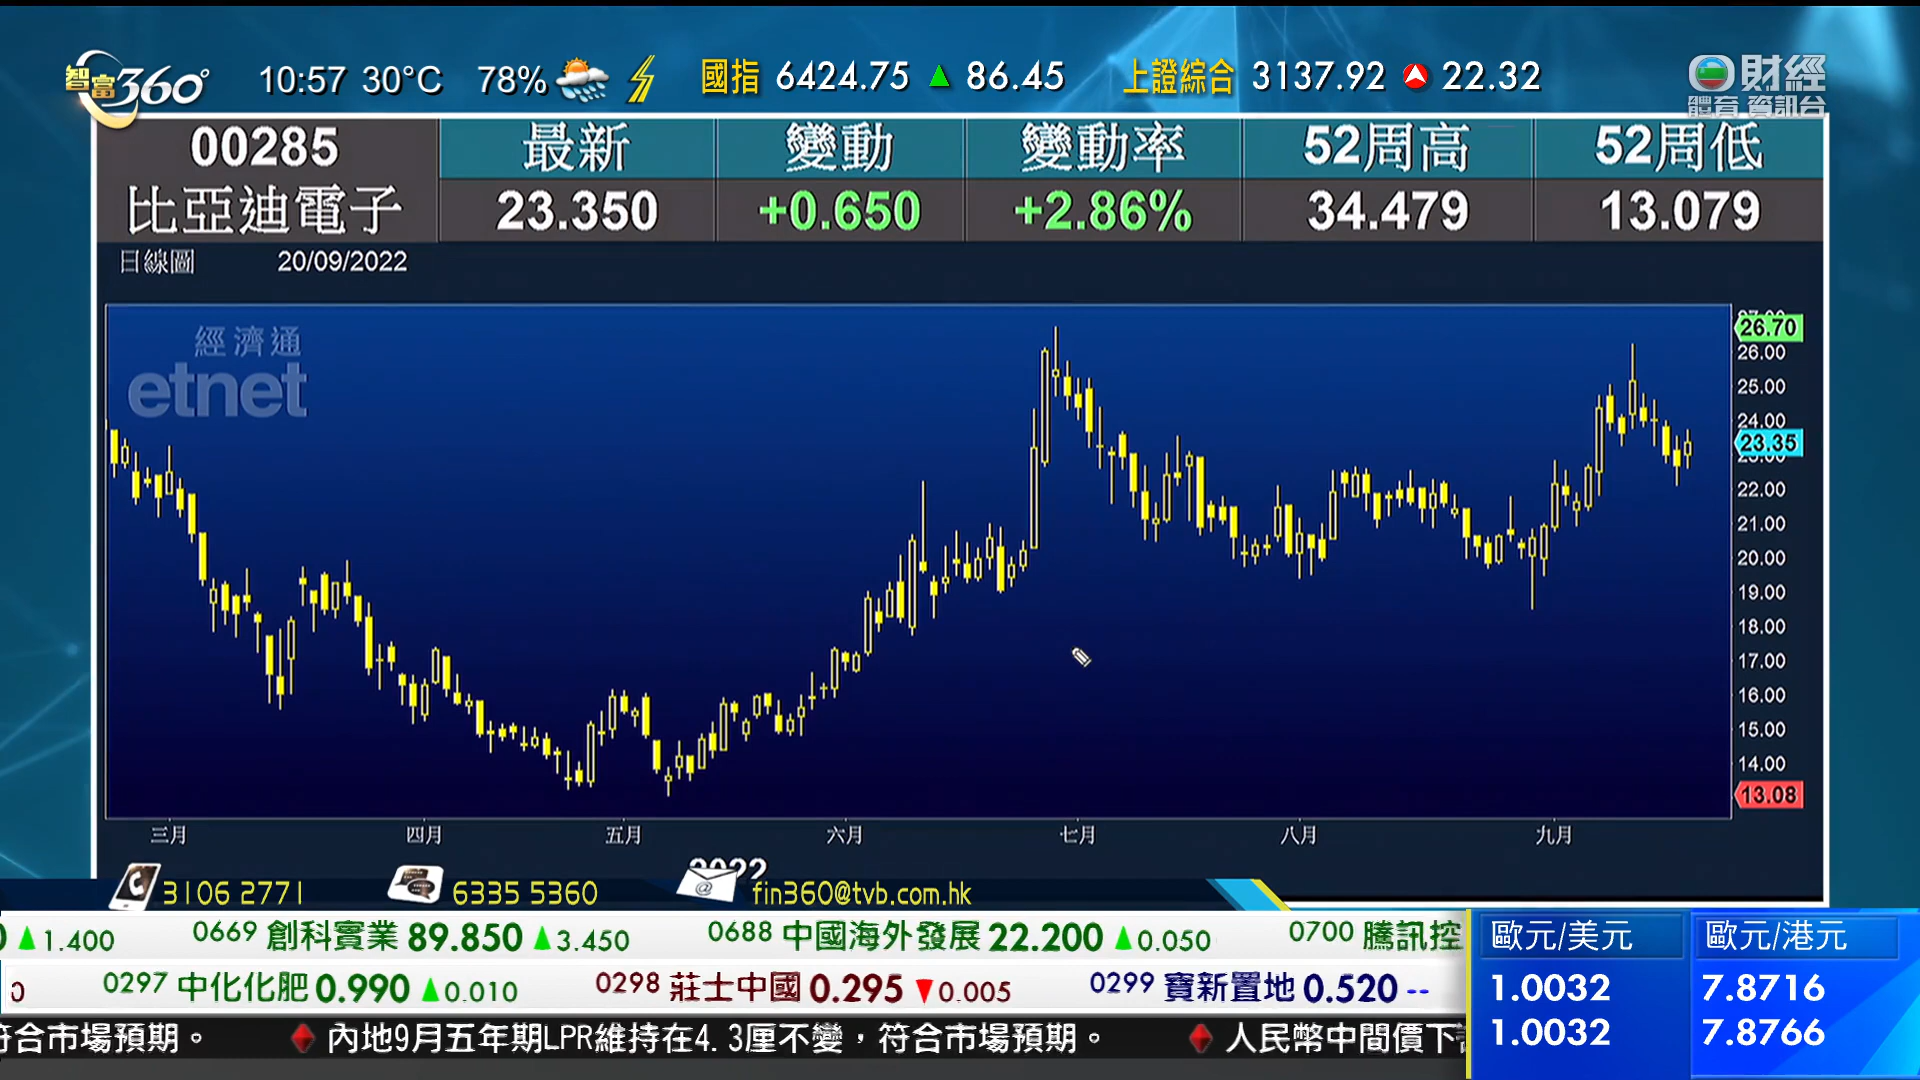 智富360°
10:57 30°C 78%
國指 6424.75 ▲ 86.45
上證綜合 3137.92 22.32
財經
體育 資訊台
00285
比亞迪電子
最新 變動 變動率 52周高 52周低
23.350 +0.650 +2.86% 34.479 13.079
日線圖 20/09/2022
經濟通
etnet
26.70
26.00
25.00
24.00
23.35
22.00
21.00
20.00
19.00
18.00
17.00
16.00
15.00
14.00
13.08
三月 四月 五月 六月 七月 八月 九月
2022
3106 2771 6335 5360 fin360@tvb.com.hk
▲1.400 0669 創科實業 89.850 ▲3.450 0688 中國海外發展 22.200 ▲0.050 0700 騰訊控
0297 中化化肥 0.990 ▲0.010 0298 莊士中國 0.295 ▼0.005 0299 寶新置地 0.520 --
符合市場預期。 ◆ 內地9月五年期LPR維持在4.3厘不變，符合市場預期。 ◆ 人民幣中間價下
歐元/美元 歐元/港元
1.0032 7.8716
1.0032 7.8766